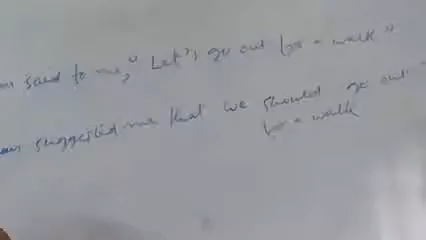 said to me," Let's go out for a walk"
suggested me that we should go out
for a walk